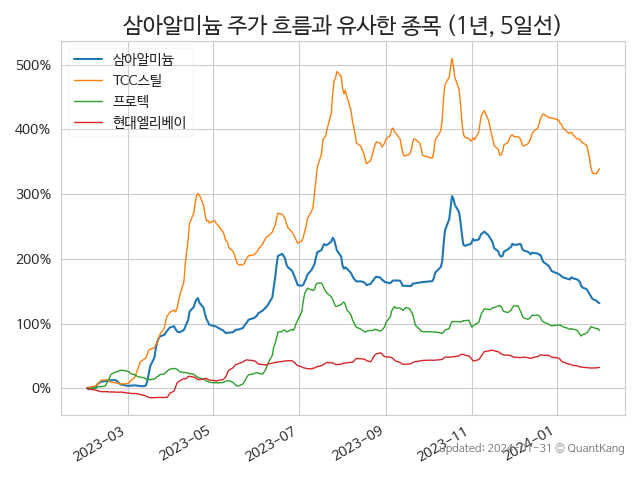 삼아알미늄 주가 흐름과 유사한 종목 (1년, 5일선)
삼아알미늄
TCC스틸
프로텍
현대엘리베이
500%
400%
300%
200%
100%
0%
2023-03
2023-05
2023-07
2023-09
2023-11
2024-01
updated: 2024-01-31 © QuantKang